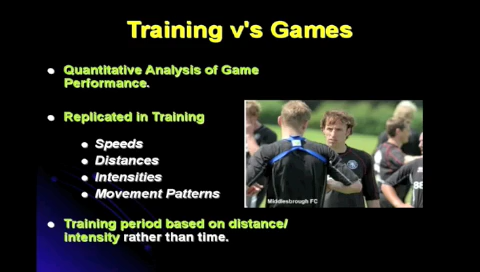 Training v's Games
Quantitative Analysis of Game
Performance.
Replicated in Training
Speeds
Distances
Intensities
Movement Patterns
Middlesbrough FC
Training period based on distance/
intensity rather than time.